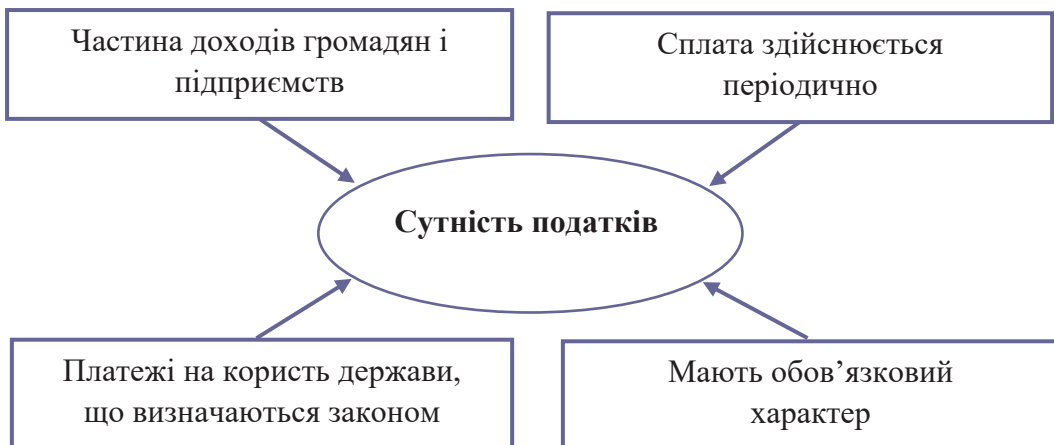 Частина доходів громадян і
підприємств
Сплата здійснюється
періодично
Сутність податків
Платежі на користь держави,
що визначаються законом
Мають обов’язковий
характер